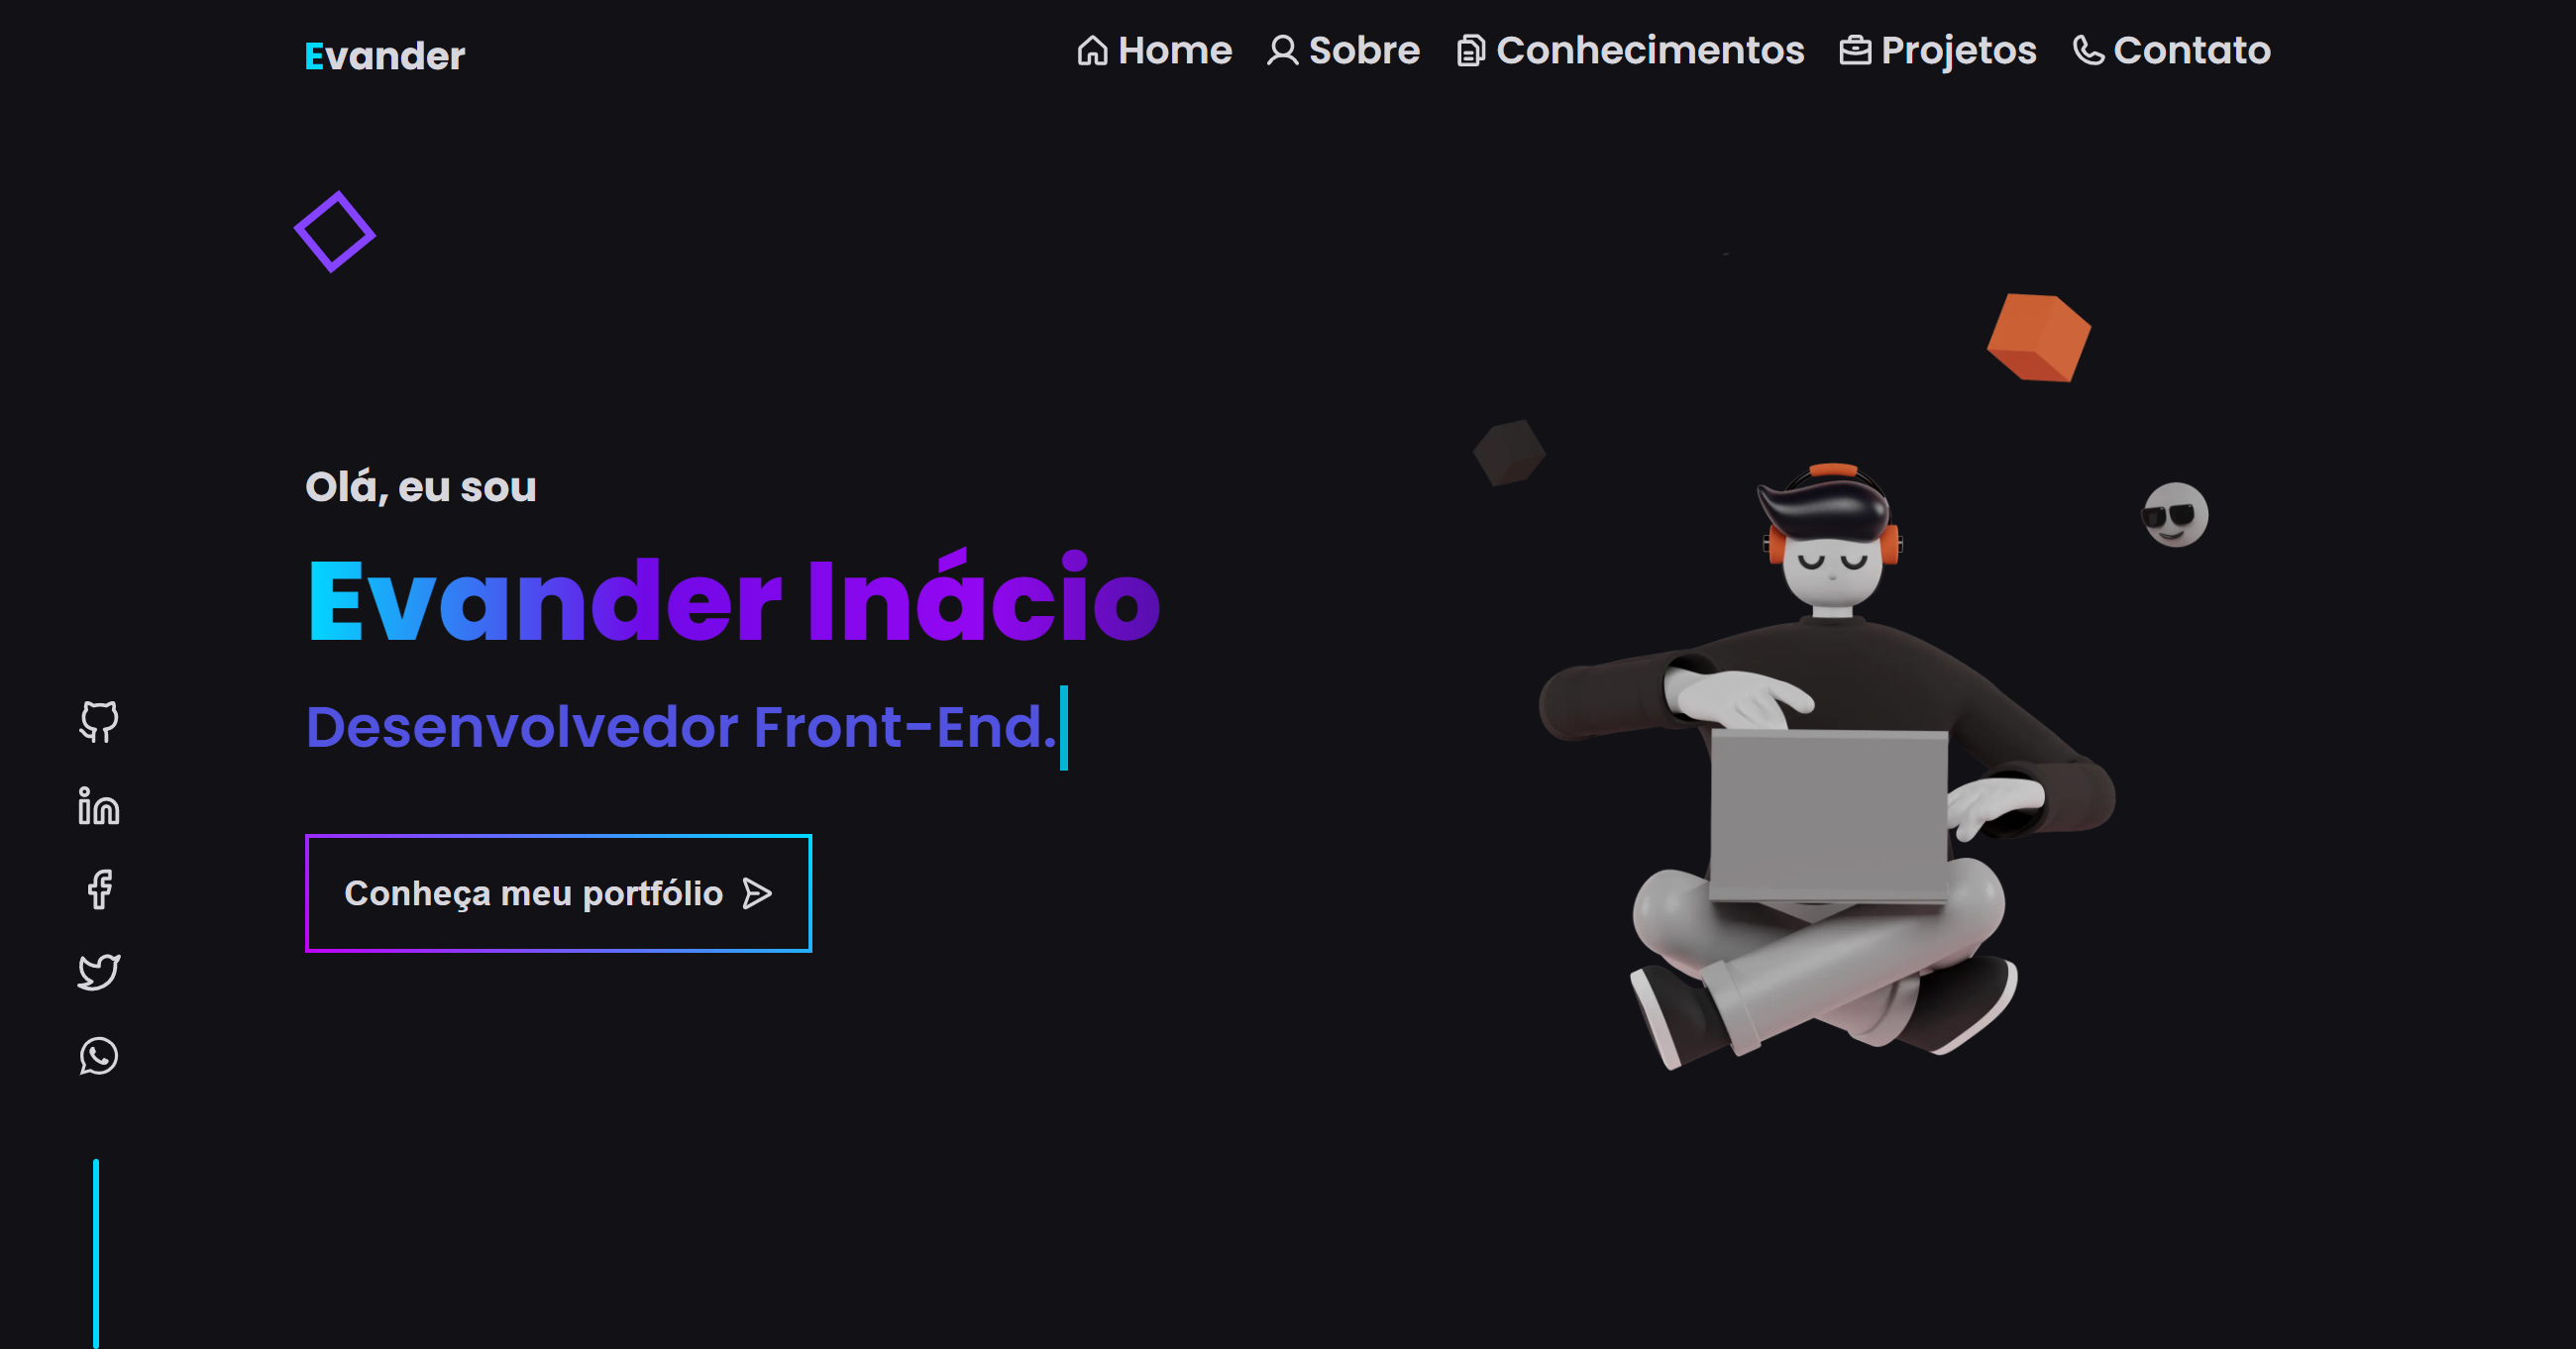 Evander
Home Sobre Conhecimentos Projetos Contato
Olá, eu sou
Evander Inácio
Desenvolvedor Front-End.
Conheça meu portfólio